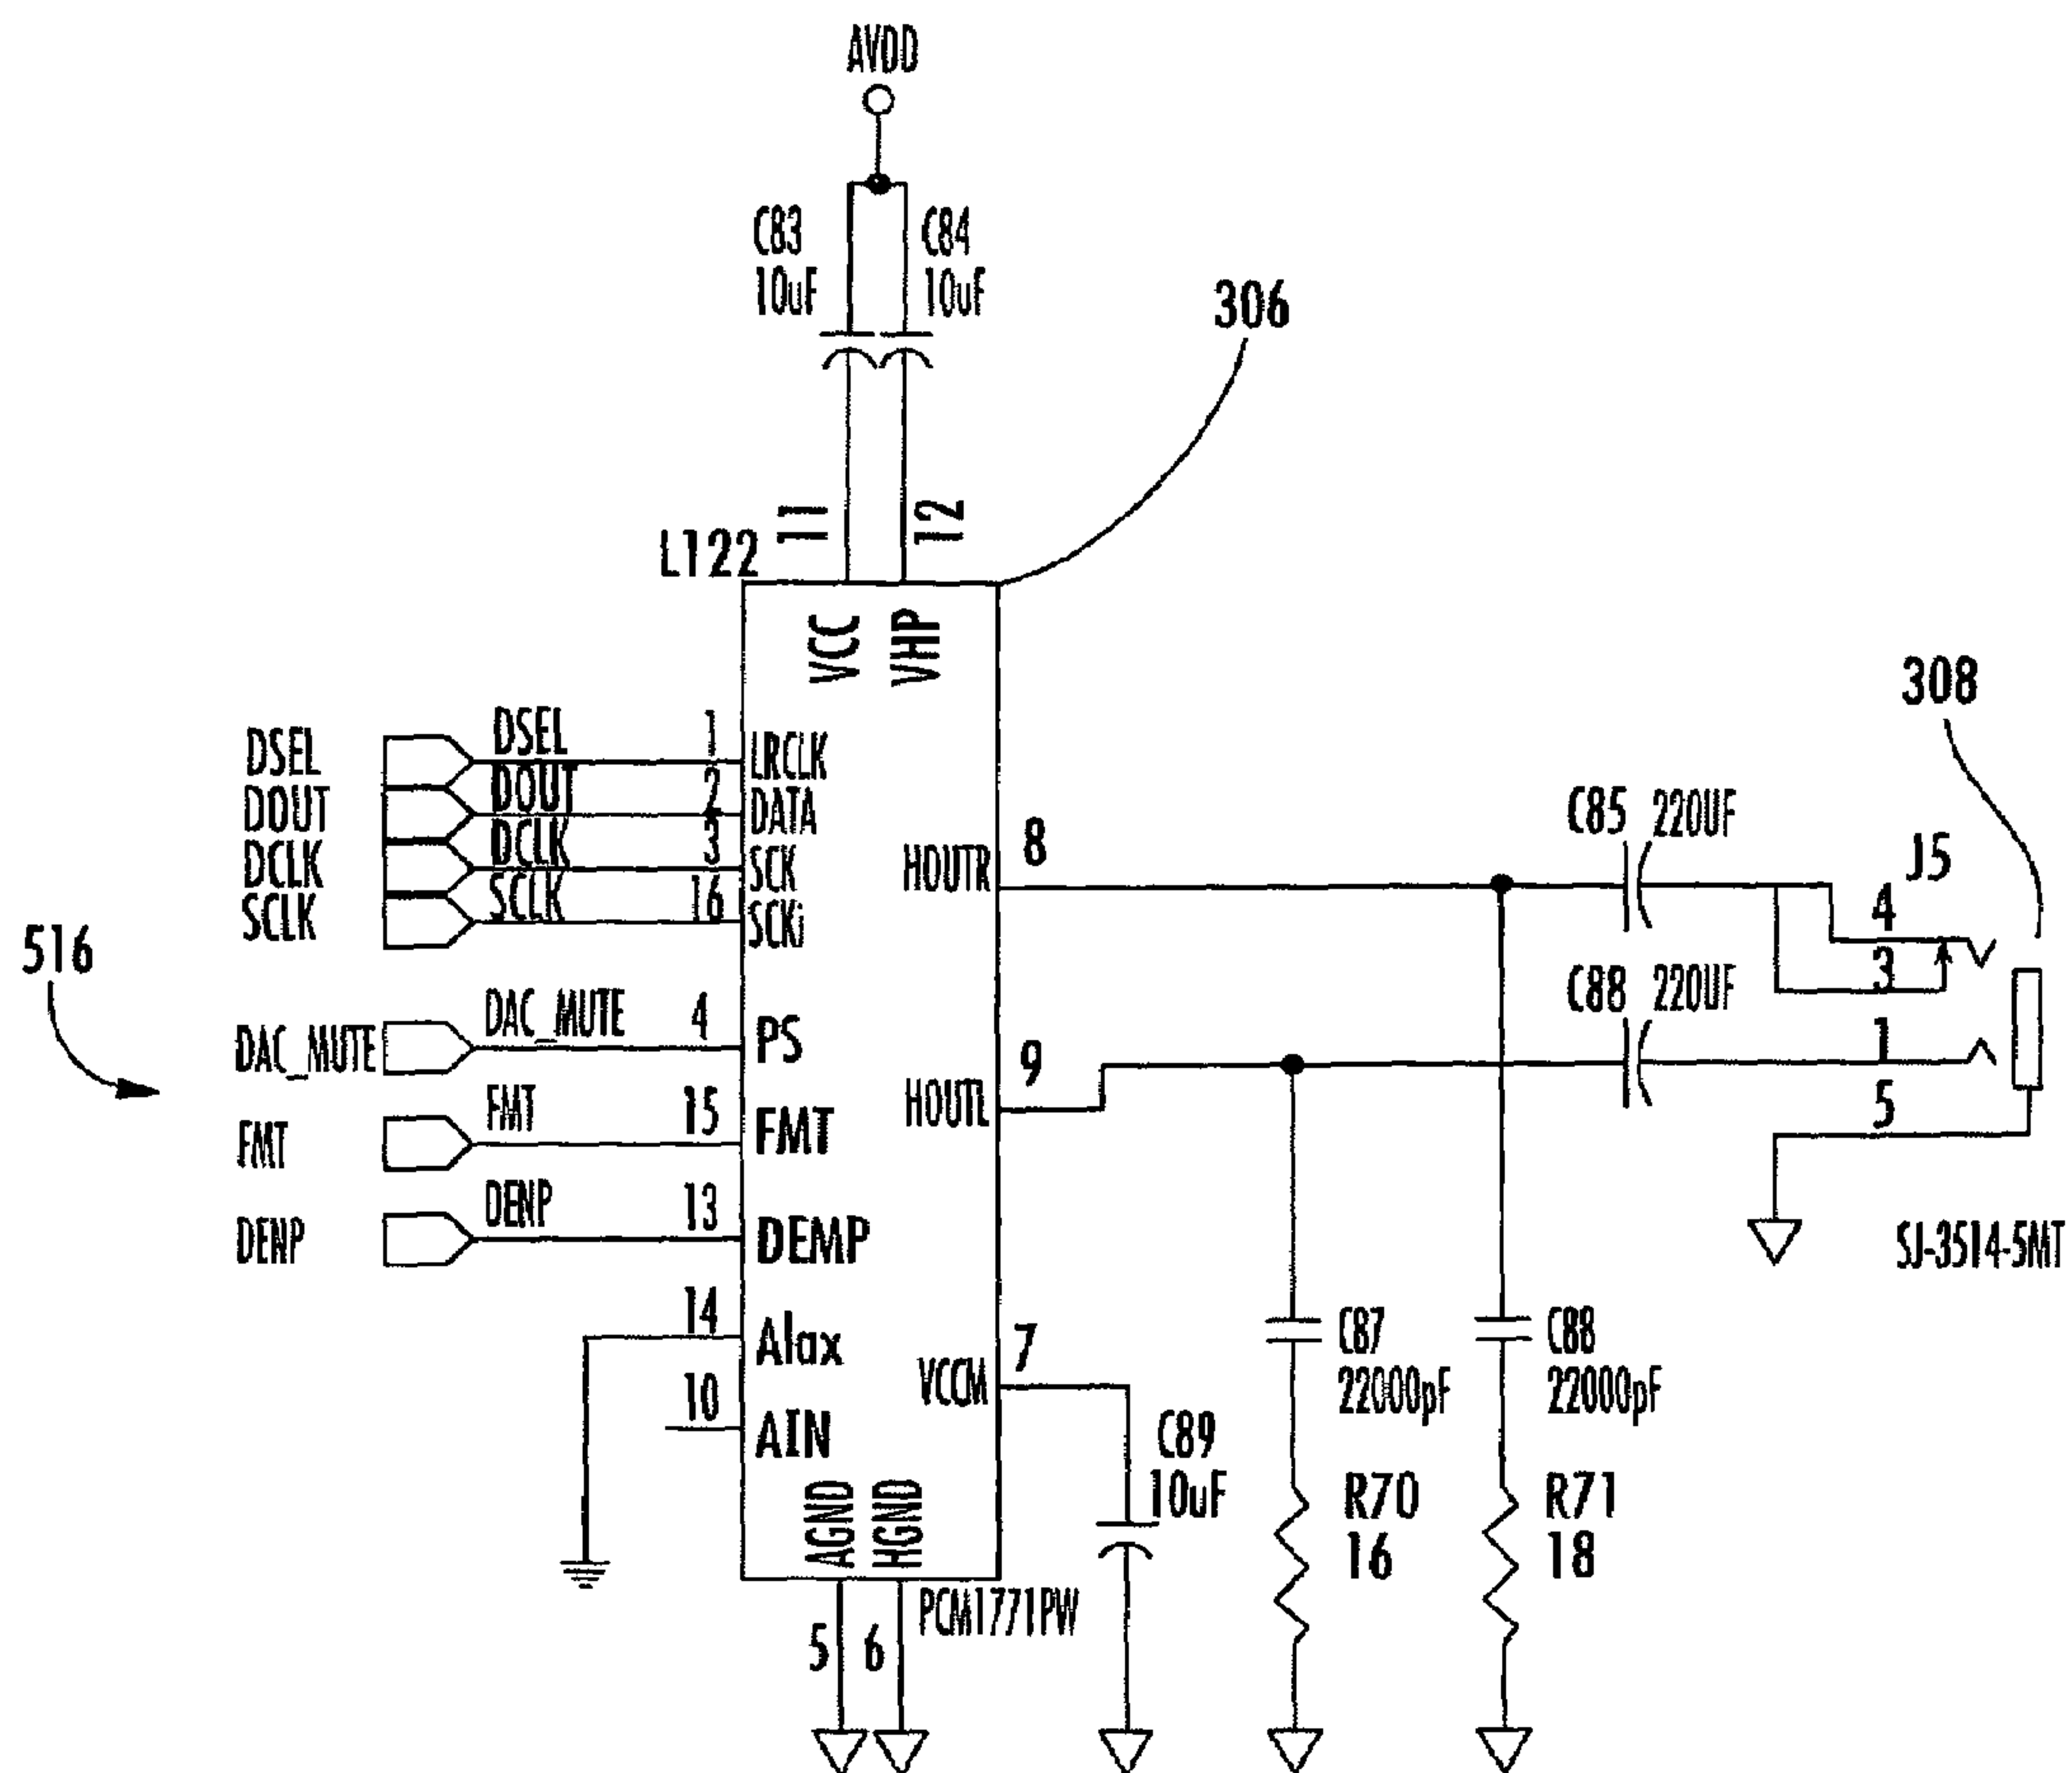 AVDD
C83
10uF
C84
10uF
306
L122
11
12
VCC
VHP
308
DSEL
DSEL
1
LRCLK
DOUT
DOUT
2
DATA
DCLK
DCLK
3
SCK
SCLK
SCLK
16
SCKi
HOUTR
8
C85
220UF
J5
4
3
516
DAC_MUTE
DAC_MUTE
4
PS
HOUTL
9
C88
220UF
1
5
FMT
FMT
15
FMT
DENP
DENP
13
DEMP
SJ-3514-5MT
14
AIax
VCCM
7
C87
22000pF
C88
22000pF
10
AIN
C89
10uF
R70
16
R71
18
AGND
HGND
PCM1771PW
5
6